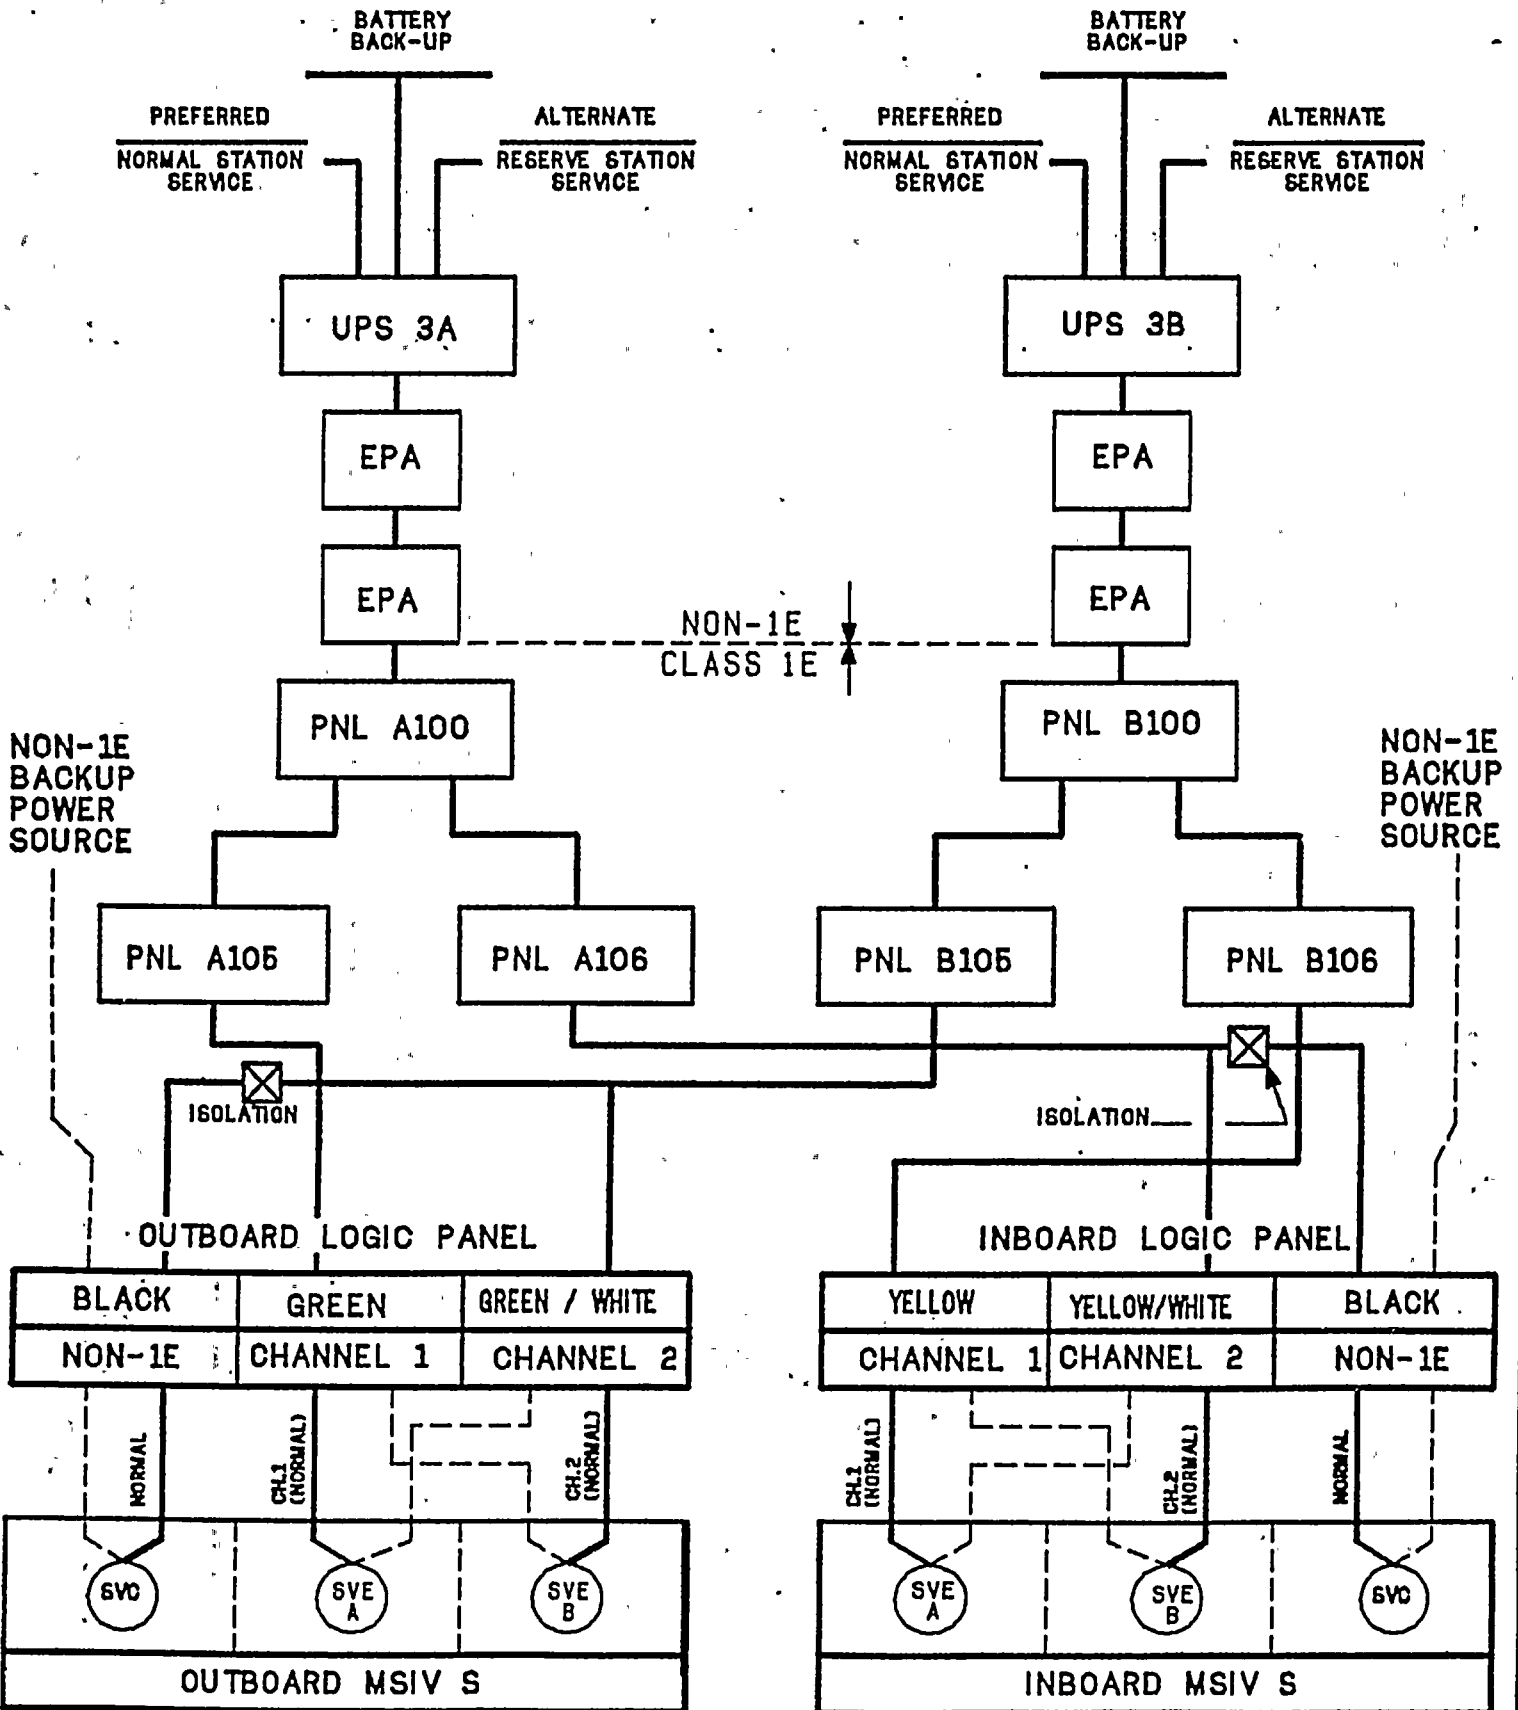 BATTERY
BACK-UP
BATTERY
BACK-UP
PREFERRED
NORMAL STATION
SERVICE
ALTERNATE
RESERVE STATION
SERVICE
PREFERRED
NORMAL STATION
SERVICE
ALTERNATE
RESERVE STATION
SERVICE
UPS 3A
UPS 3B
EPA
EPA
EPA
EPA
NON-1E
CLASS 1E
PNL A100
PNL B100
NON-1E
BACKUP
POWER
SOURCE
NON-1E
BACKUP
POWER
SOURCE
PNL A105
PNL A106
PNL B105
PNL B106
ISOLATION
ISOLATION
OUTBOARD LOGIC PANEL
INBOARD LOGIC PANEL
BLACK
GREEN
GREEN / WHITE
NON-1E
CHANNEL 1
CHANNEL 2
YELLOW
YELLOW/WHITE
BLACK
CHANNEL 1
CHANNEL 2
NON-1E
NORMAL
CH.1
(NORMAL)
CH.2
(NORMAL)
CH.1
(NORMAL)
CH.2
(NORMAL)
NORMAL
SVC
SVE
A
SVE
B
SVE
A
SVE
B
SVC
OUTBOARD MSIV S
INBOARD MSIV S